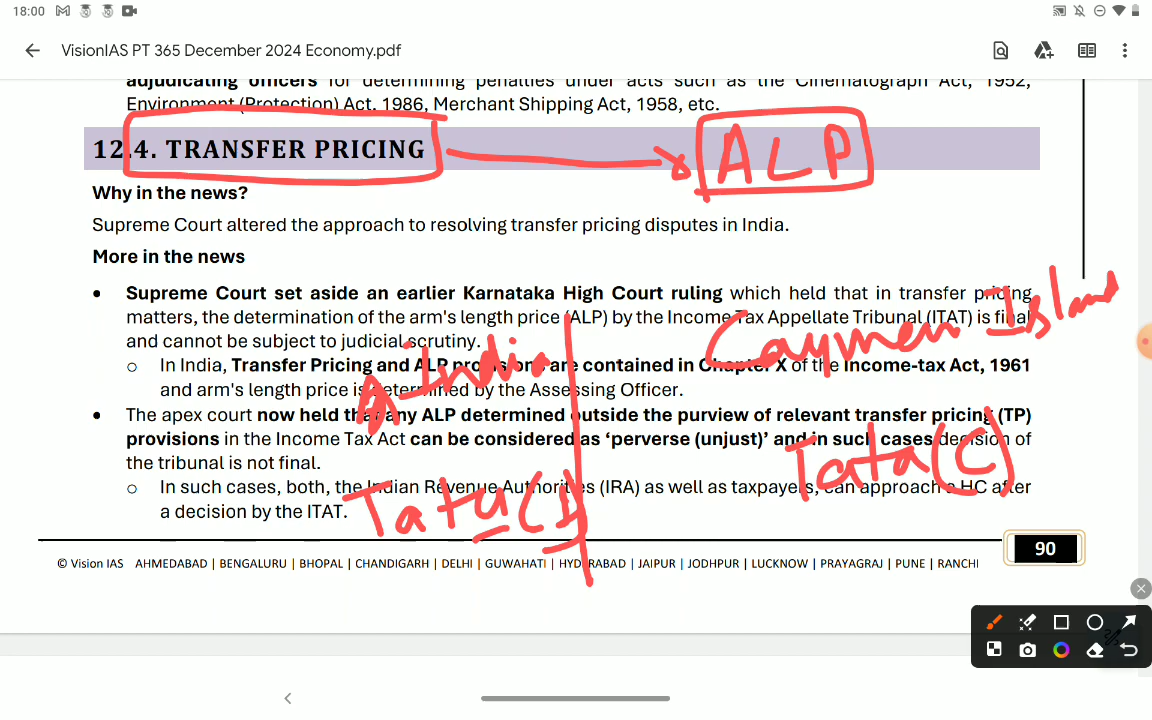 18:00
VisionIAS PT 365 December 2024 Economy.pdf
adjudicating officers for determining penalties under acts such as the Cinematograph Act, 1952,
Environment (Protection) Act, 1986, Merchant Shipping Act, 1958, etc.
12.4. TRANSFER PRICING
ALP
Why in the news?
Supreme Court altered the approach to resolving transfer pricing disputes in India.
More in the news
• Supreme Court set aside an earlier Karnataka High Court ruling which held that in transfer pricing
matters, the determination of the arm's length price (ALP) by the Income Tax Appellate Tribunal (ITAT) is final
and cannot be subject to judicial scrutiny.
o In India, Transfer Pricing and ALP provisions are contained in Chapter X of the Income-tax Act, 1961
and arm's length price is determined by the Assessing Officer.
• The apex court now held that any ALP determined outside the purview of relevant transfer pricing (TP)
provisions in the Income Tax Act can be considered as ‘perverse (unjust)’ and in such cases decision of
the tribunal is not final.
o In such cases, both, the Indian Revenue Authorities (IRA) as well as taxpayers, can approach a HC after
a decision by the ITAT.
India
Caymen Island
Tata (I)
Tata (C)
90
© Vision IAS AHMEDABAD | BENGALURU | BHOPAL | CHANDIGARH | DELHI | GUWAHATI | HYDERABAD | JAIPUR | JODHPUR | LUCKNOW | PRAYAGRAJ | PUNE | RANCHI